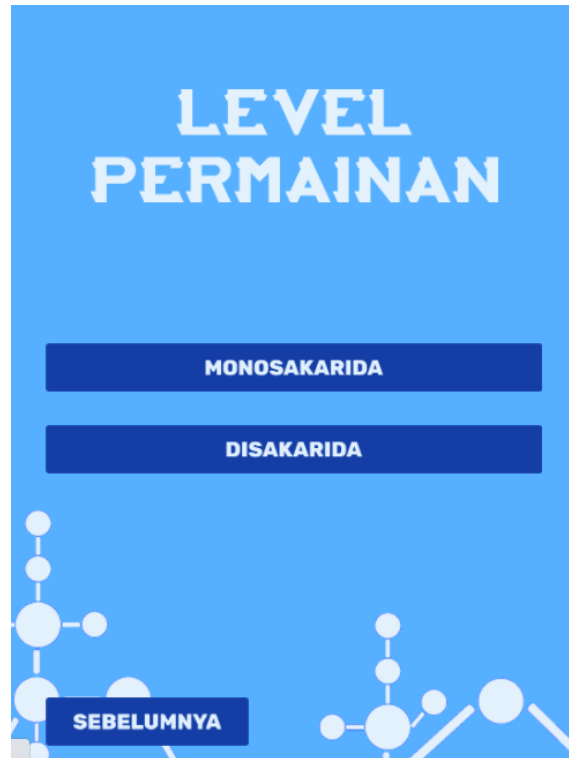 LEVEL
PERMAINAN
MONOSAKARIDA
DISAKARIDA
SEBELUMNYA